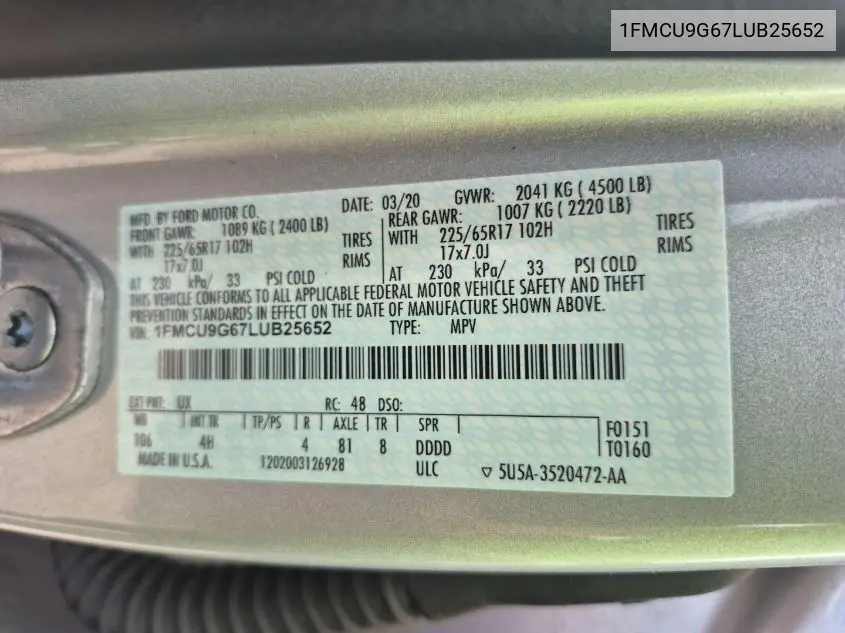 1FMCU9G67LUB25652
MFD. BY FORD MOTOR CO. DATE: 03/20 GVWR: 2041 KG ( 4500 LB)
FRONT GAWR: 1089 KG ( 2400 LB) REAR GAWR: 1007 KG ( 2220 LB)
WITH 225/65R17 102H TIRES WITH 225/65R17 102H TIRES
17x7.0J RIMS 17x7.0J RIMS
AT 230 kPa/ 33 PSI COLD AT 230 kPa/ 33 PSI COLD
THIS VEHICLE CONFORMS TO ALL APPLICABLE FEDERAL MOTOR VEHICLE SAFETY AND THEFT
PREVENTION STANDARDS IN EFFECT ON THE DATE OF MANUFACTURE SHOWN ABOVE.
VIN: 1FMCU9G67LUB25652 TYPE: MPV
EXT PNT: UX RC: 48 DSO:
WB INT TR TP/PS R AXLE TR SPR F0151
106 4H 4 81 8 DDDD T0160
MADE IN U.S.A. 1202003126928 ULC ▽ 5U5A-3520472-AA